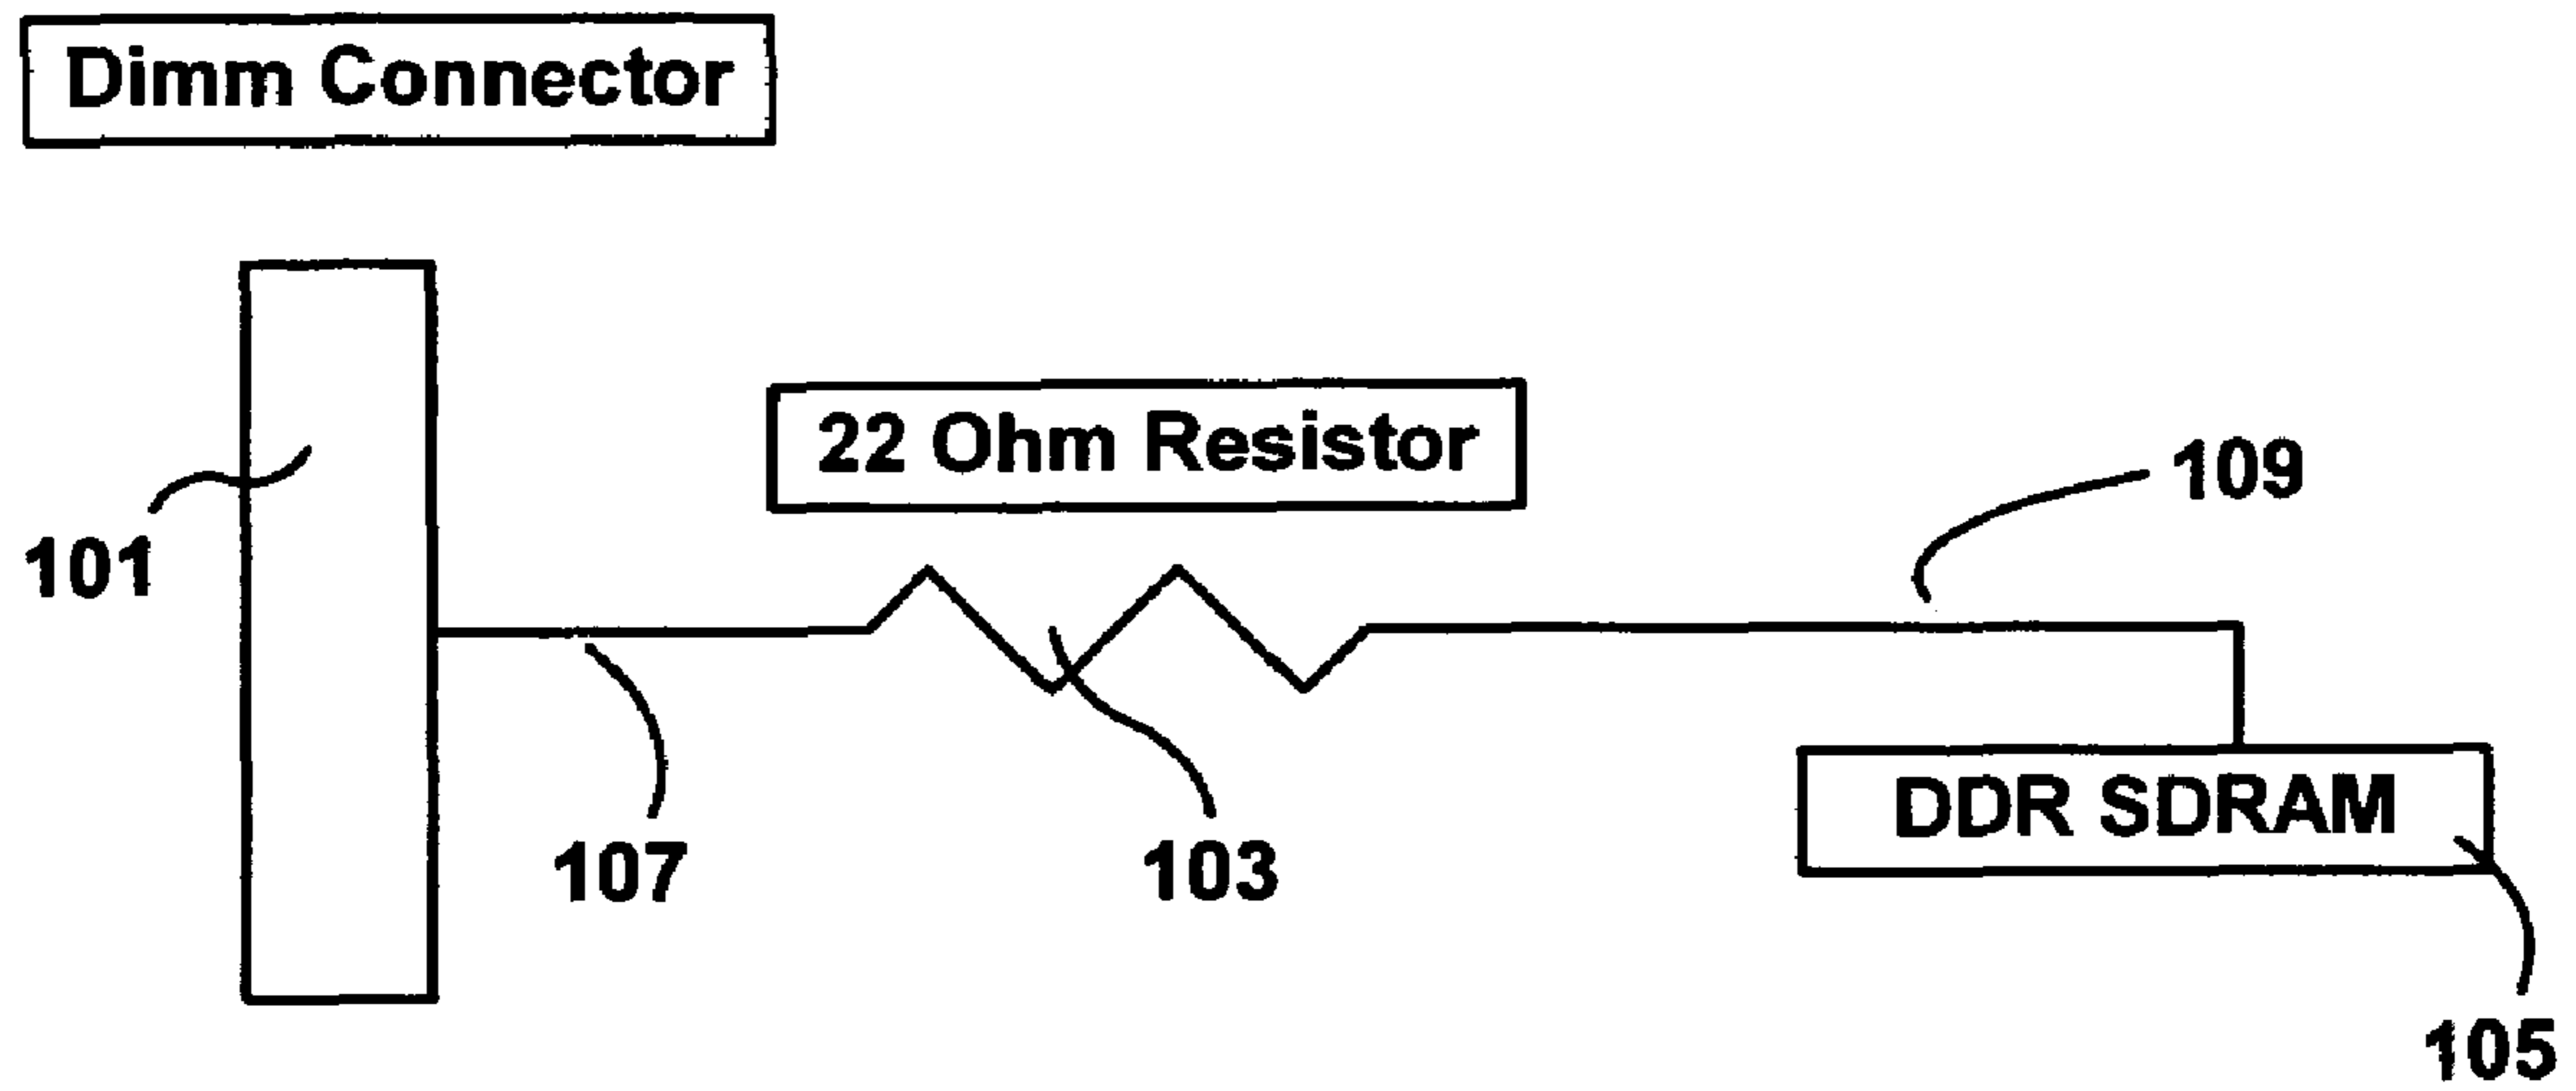 Dimm Connector
22 Ohm Resistor
109
101
107
103
DDR SDRAM
105